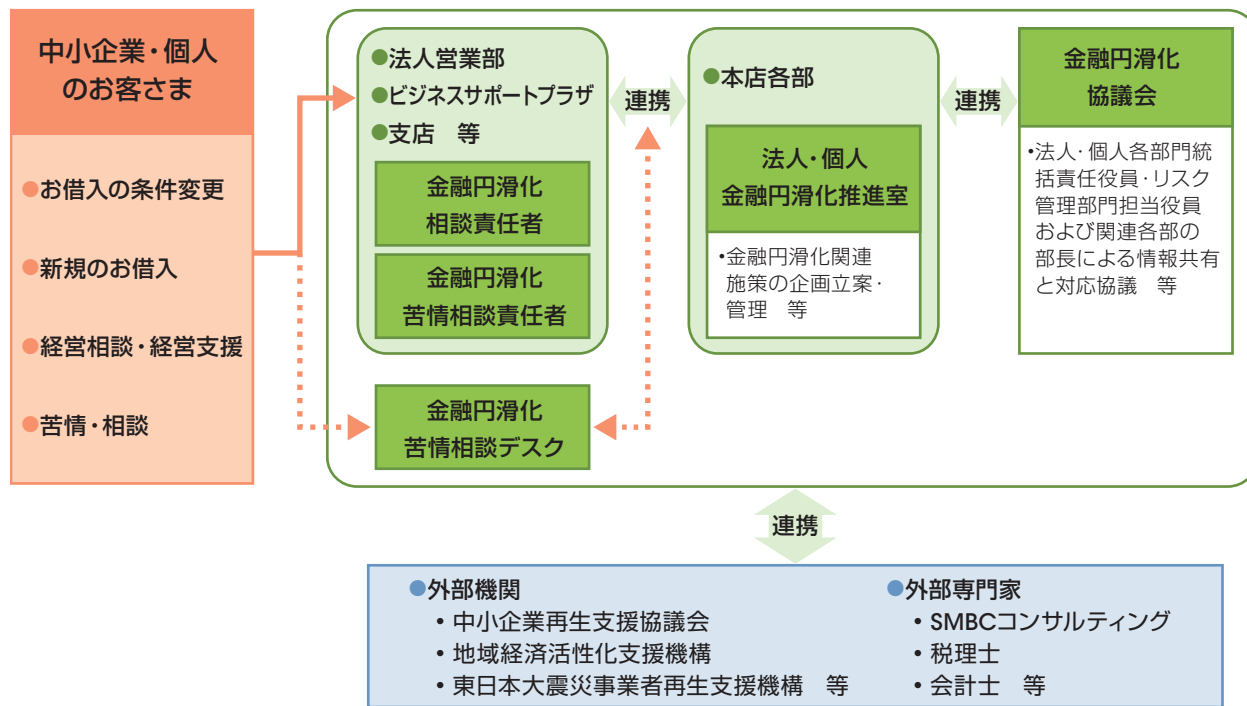 中小企業・個人
のお客さま
●お借入の条件変更
●新規のお借入
●経営相談・経営支援
●苦情・相談
●法人営業部
●ビジネスサポートプラザ
●支店　等
金融円滑化
相談責任者
金融円滑化
苦情相談責任者
金融円滑化
苦情相談デスク
連携
●本店各部
法人・個人
金融円滑化推進室
・金融円滑化関連
施策の企画立案・
管理　等
連携
金融円滑化
協議会
・法人・個人各部門統
括責任役員・リスク
管理部門担当役員
および関連各部の
部長による情報共有
と対応協議　等
連携
●外部機関
・中小企業再生支援協議会
・地域経済活性化支援機構
・東日本大震災事業者再生支援機構　等
●外部専門家
・SMBCコンサルティング
・税理士
・会計士　等